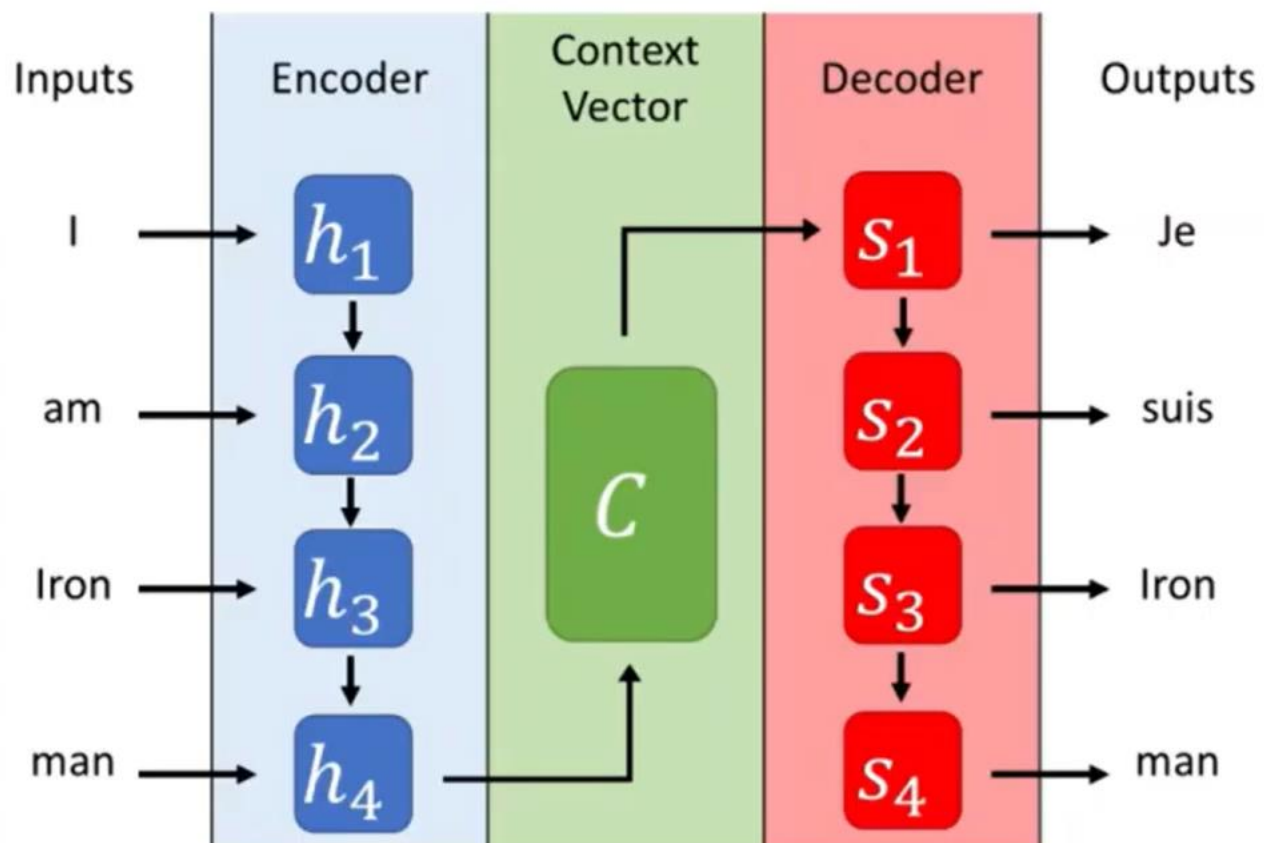 Inputs
Encoder
Context
Vector
Decoder
Outputs
I
h₁
s₁
Je
am
h₂
s₂
suis
C
Iron
h₃
s₃
Iron
man
h₄
s₄
man